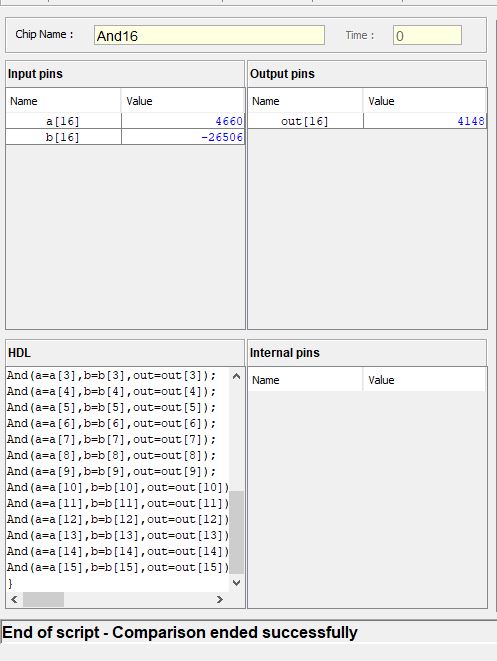 Chip Name : And16 Time : 0
Input pins
Name Value
a[16] 4660
b[16] -26506
Output pins
Name Value
out[16] 4148
HDL
And(a=a[3],b=b[3],out=out[3]);
And(a=a[4],b=b[4],out=out[4]);
And(a=a[5],b=b[5],out=out[5]);
And(a=a[6],b=b[6],out=out[6]);
And(a=a[7],b=b[7],out=out[7]);
And(a=a[8],b=b[8],out=out[8]);
And(a=a[9],b=b[9],out=out[9]);
And(a=a[10],b=b[10],out=out[10])
And(a=a[11],b=b[11],out=out[11])
And(a=a[12],b=b[12],out=out[12])
And(a=a[13],b=b[13],out=out[13])
And(a=a[14],b=b[14],out=out[14])
And(a=a[15],b=b[15],out=out[15])
}
Internal pins
Name Value
End of script - Comparison ended successfully